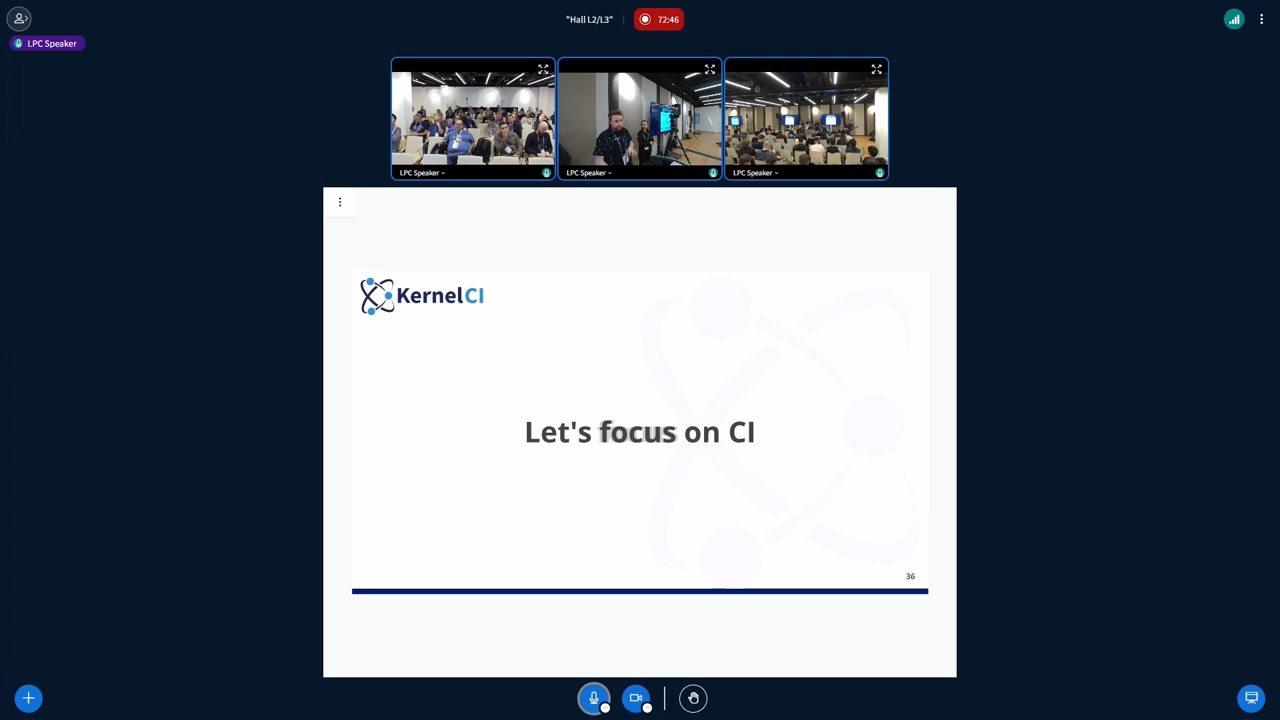 "Hall L2/L3"
72:46
LPC Speaker
LPC Speaker
LPC Speaker
LPC Speaker
KernelCI
Let's focus on CI
36